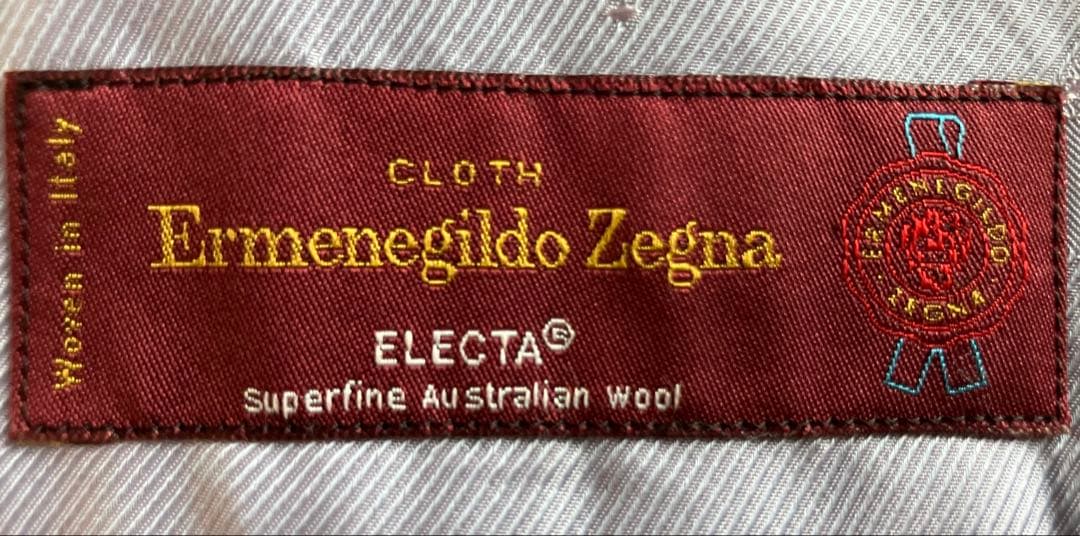 Woven in Italy
CLOTH
Ermenegildo Zegna
ELECTA®
Superfine Australian Wool
ERMENEGILDO
ZEGNA